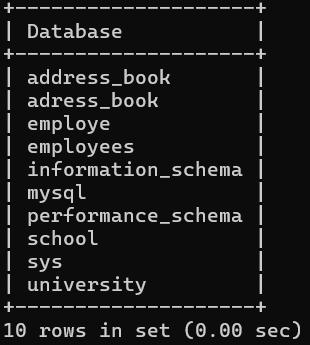 +--------------------+
| Database           |
+--------------------+
| address_book       |
| adress_book        |
| employe            |
| employees          |
| information_schema |
| mysql              |
| performance_schema |
| school             |
| sys                |
| university         |
+--------------------+
10 rows in set (0.00 sec)